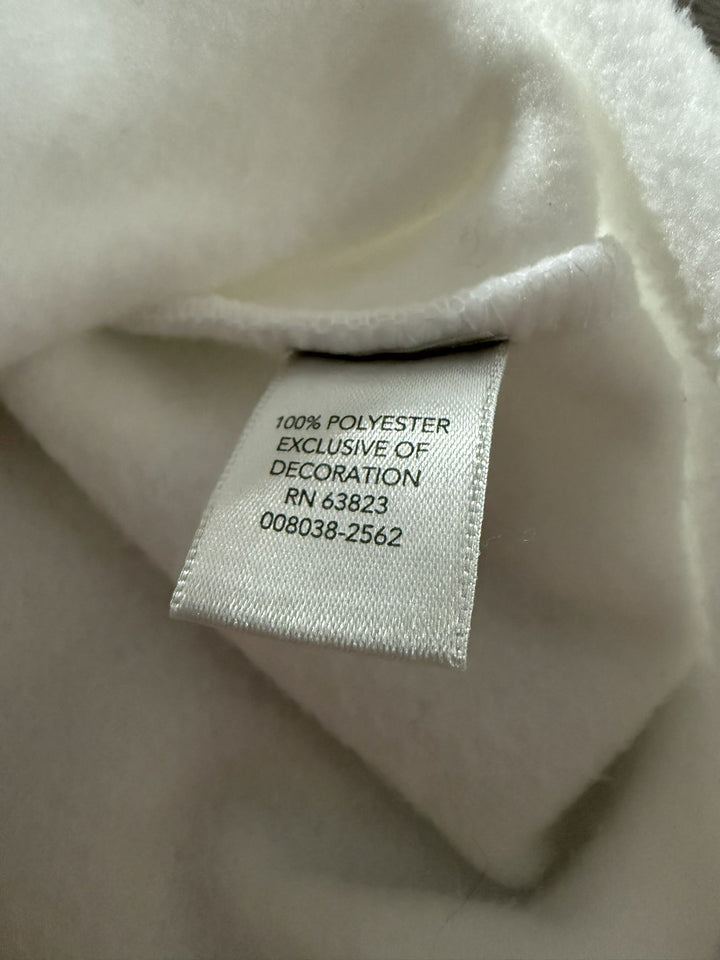 100% POLYESTER
EXCLUSIVE OF
DECORATION
RN 63823
008038-2562